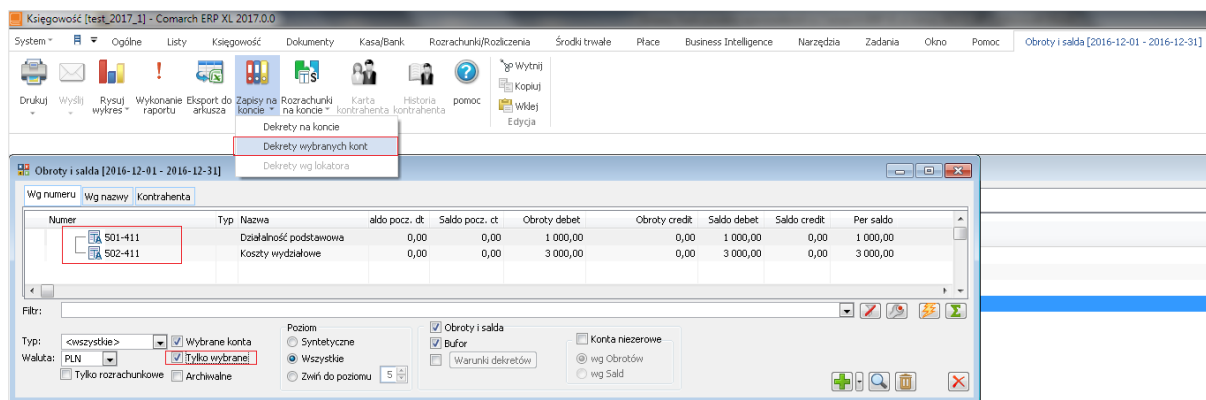 Księgowość [test_2017_1] - Comarch ERP XL 2017.0.0
System Ogólne Listy Księgowość Dokumenty Kasa/Bank Rozrachunki/Rozliczenia Środki trwałe Płace Business Intelligence Narzędzia Zadania Okno Pomoc Obroty i salda [2016-12-01 - 2016-12-31]
Drukuj Wyślij Rysuj wykres Wykonanie raportu Eksport do arkusza Zapisy na koncie Rozrachunki na koncie Karta kontrahenta Historia kontrahenta pomoc
Wytnij
Kopiuj
Wklej
Edycja
Dekrety na koncie
Dekrety wybranych kont
Dekrety wg lokatora
Obroty i salda [2016-12-01 - 2016-12-31]
Wg numeru Wg nazwy Kontrahenta
Numer Typ Nazwa aldo pocz. dt Saldo pocz. ct Obroty debet Obroty credit Saldo debet Saldo credit Per saldo
501-411 Działalność podstawowa 0,00 0,00 1 000,00 0,00 1 000,00 0,00 1 000,00
502-411 Koszty wydziałowe 0,00 0,00 3 000,00 0,00 3 000,00 0,00 3 000,00
Filtr:
Typ: <wszystkie> Wybrane konta
Waluta: PLN Tylko wybrane
Tylko rozrachunkowe Archiwalne
Poziom
Syntetyczne
Wszystkie
Zwiń do poziomu 5
Obroty i salda
Bufor
Warunki dekretów
Konta niezerowe
wg Obrotów
wg Sald